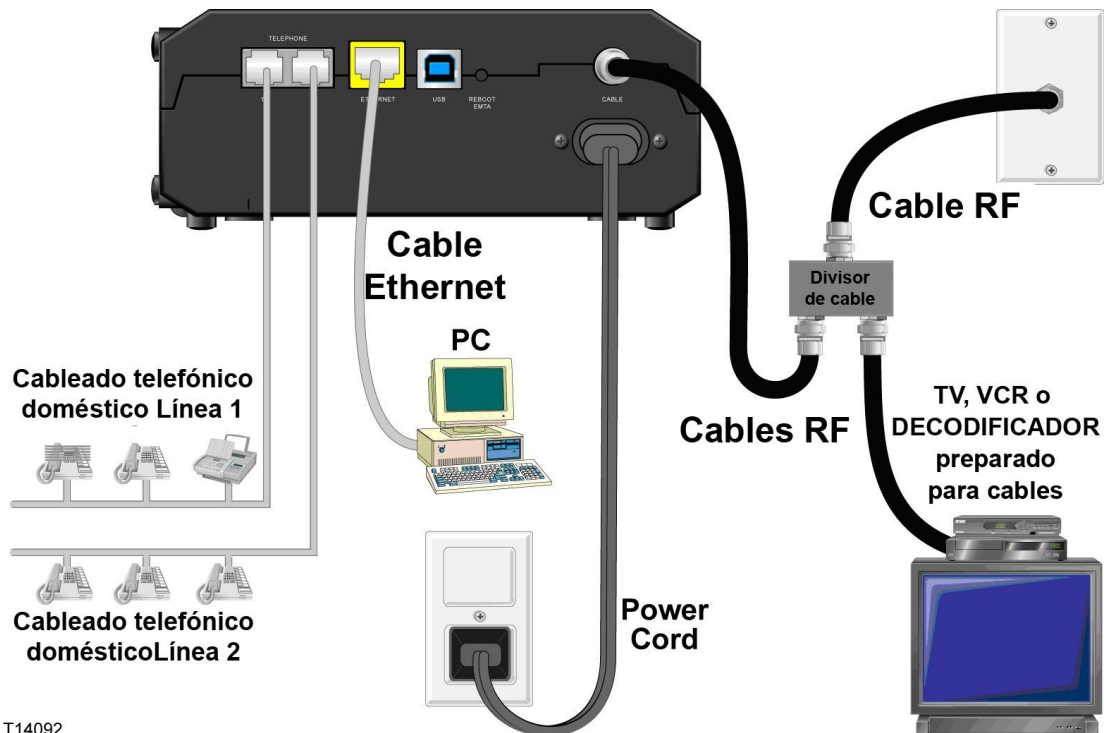 TELEPHONE
ETHERNET
USB
REBOOT
EMTA
CABLE
Cable RF
Cable
Ethernet
Divisor
de cable
PC
Cableado telefónico
doméstico Línea 1
Cables RF
TV, VCR o
DECODIFICADOR
preparado
para cables
Cableado telefónico
domésticoLínea 2
Power
Cord
T14092